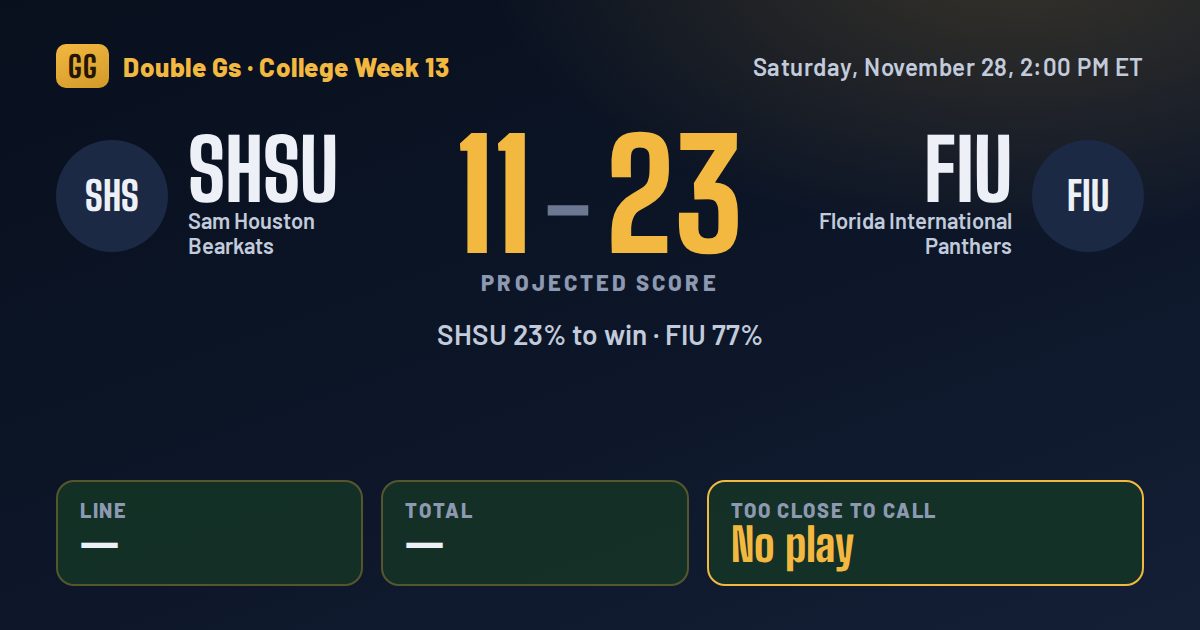 GG Double Gs · College Week 13
Saturday, November 28, 2:00 PM ET
SHS
SHSU
Sam Houston
Bearkats
11 – 23
PROJECTED SCORE
SHSU 23% to win · FIU 77%
FIU
Florida International
Panthers
FIU
LINE
—
TOTAL
—
TOO CLOSE TO CALL
No play